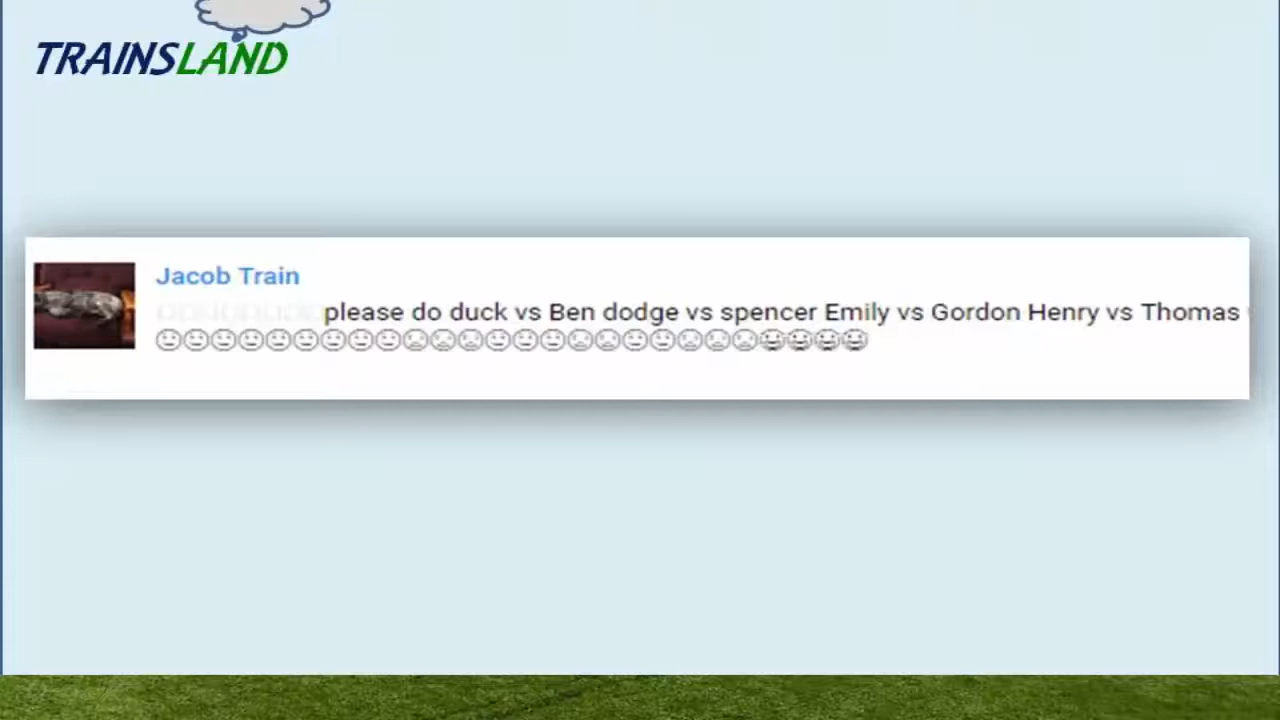 TRAINSLAND
Jacob Train
please do duck vs Ben dodge vs spencer Emily vs Gordon Henry vs Thomas